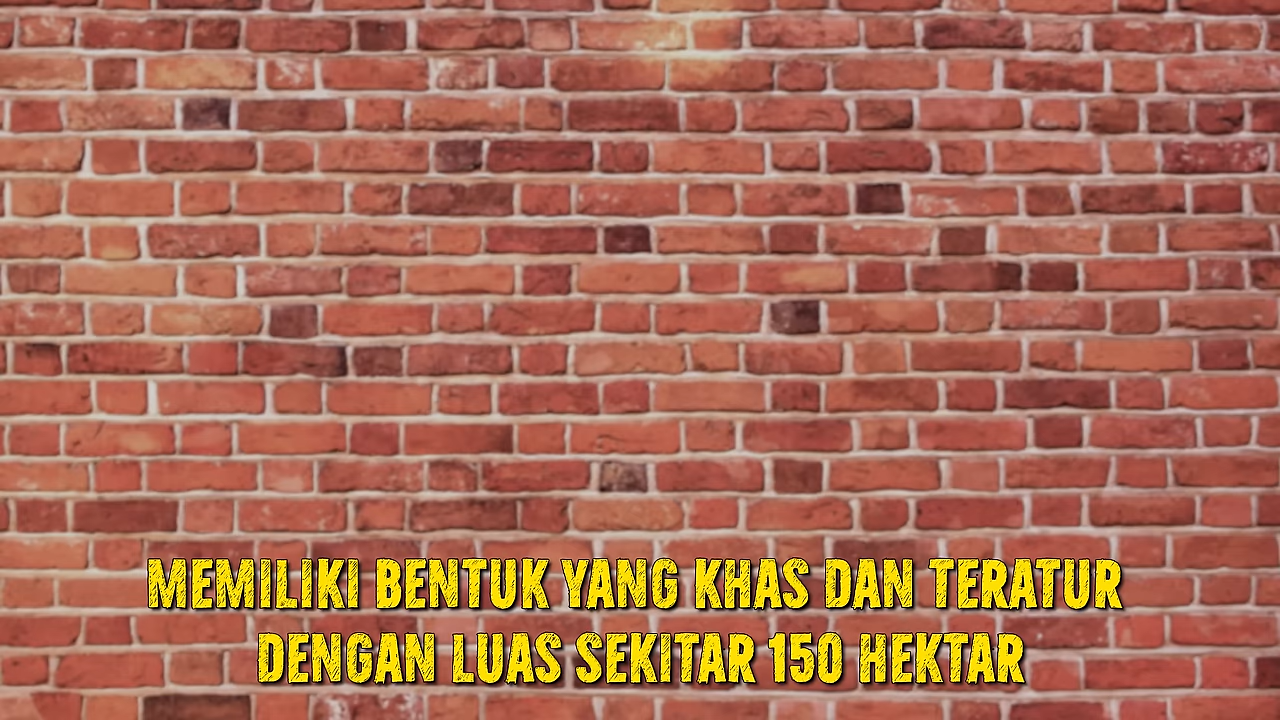 MEMILIKI BENTUK YANG KHAS DAN TERATUR
DENGAN LUAS SEKITAR 150 HEKTAR